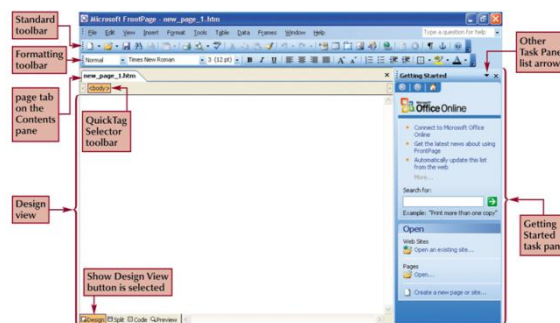 Standard
toolbar
Microsoft FrontPage - new_page_1.htm
File Edit View Insert Format Tools Table Data Frames Window Help
Type a question for help
Formatting
toolbar
Normal Times New Roman 3 (12 pt) B I U
Other
Task Pane
list arrow
new_page_1.htm
<body>
Getting Started
page tab
on the
Contents
pane
QuickTag
Selector
toolbar
Office Online
Connect to Microsoft Office
Online
Get the latest news about using
FrontPage
Automatically update this list
from the web
More...
Search for:
Example: "Print more than one copy"
Design
view
Open
Web Sites
Open an existing site...
Pages
Open...
Create a new page or site...
Getting
Started
task pan
Show Design View
button is selected
Design Split Code Preview